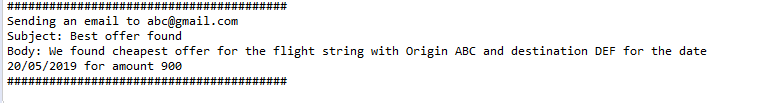 ########################################
Sending an email to abc@gmail.com
Subject: Best offer found
Body: We found cheapest offer for the flight string with Origin ABC and destination DEF for the date
20/05/2019 for amount 900
########################################